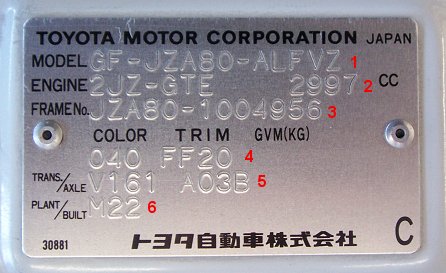 TOYOTA MOTOR CORPORATION JAPAN
MODEL GF-JZA80-ALFVZ 1
ENGINE 2JZ-GTE 2997 2 CC
FRAME No. JZA80-1004956 3
COLOR TRIM GVM(KG)
040 FF20 4
TRANS./AXLE V161 A03B 5
PLANT/BUILT M22 6
30881 トヨタ自動車株式会社 C